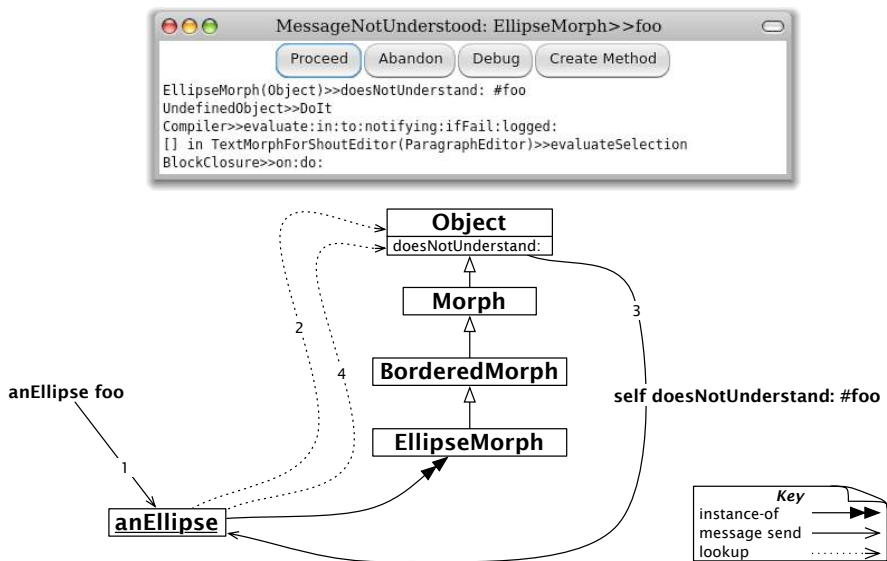 MessageNotUnderstood: EllipseMorph>>foo
Proceed Abandon Debug Create Method
EllipseMorph(Object)>>doesNotUnderstand: #foo
UndefinedObject>>DoIt
Compiler>>evaluate:in:to:notifying:ifFail:logged:
[] in TextMorphForShoutEditor(ParagraphEditor)>>evaluateSelection
BlockClosure>>on:do:
Object
doesNotUnderstand:
Morph
2
3
BorderedMorph
4
anEllipse foo
self doesNotUnderstand: #foo
EllipseMorph
1
anEllipse
Key
instance-of
message send
lookup